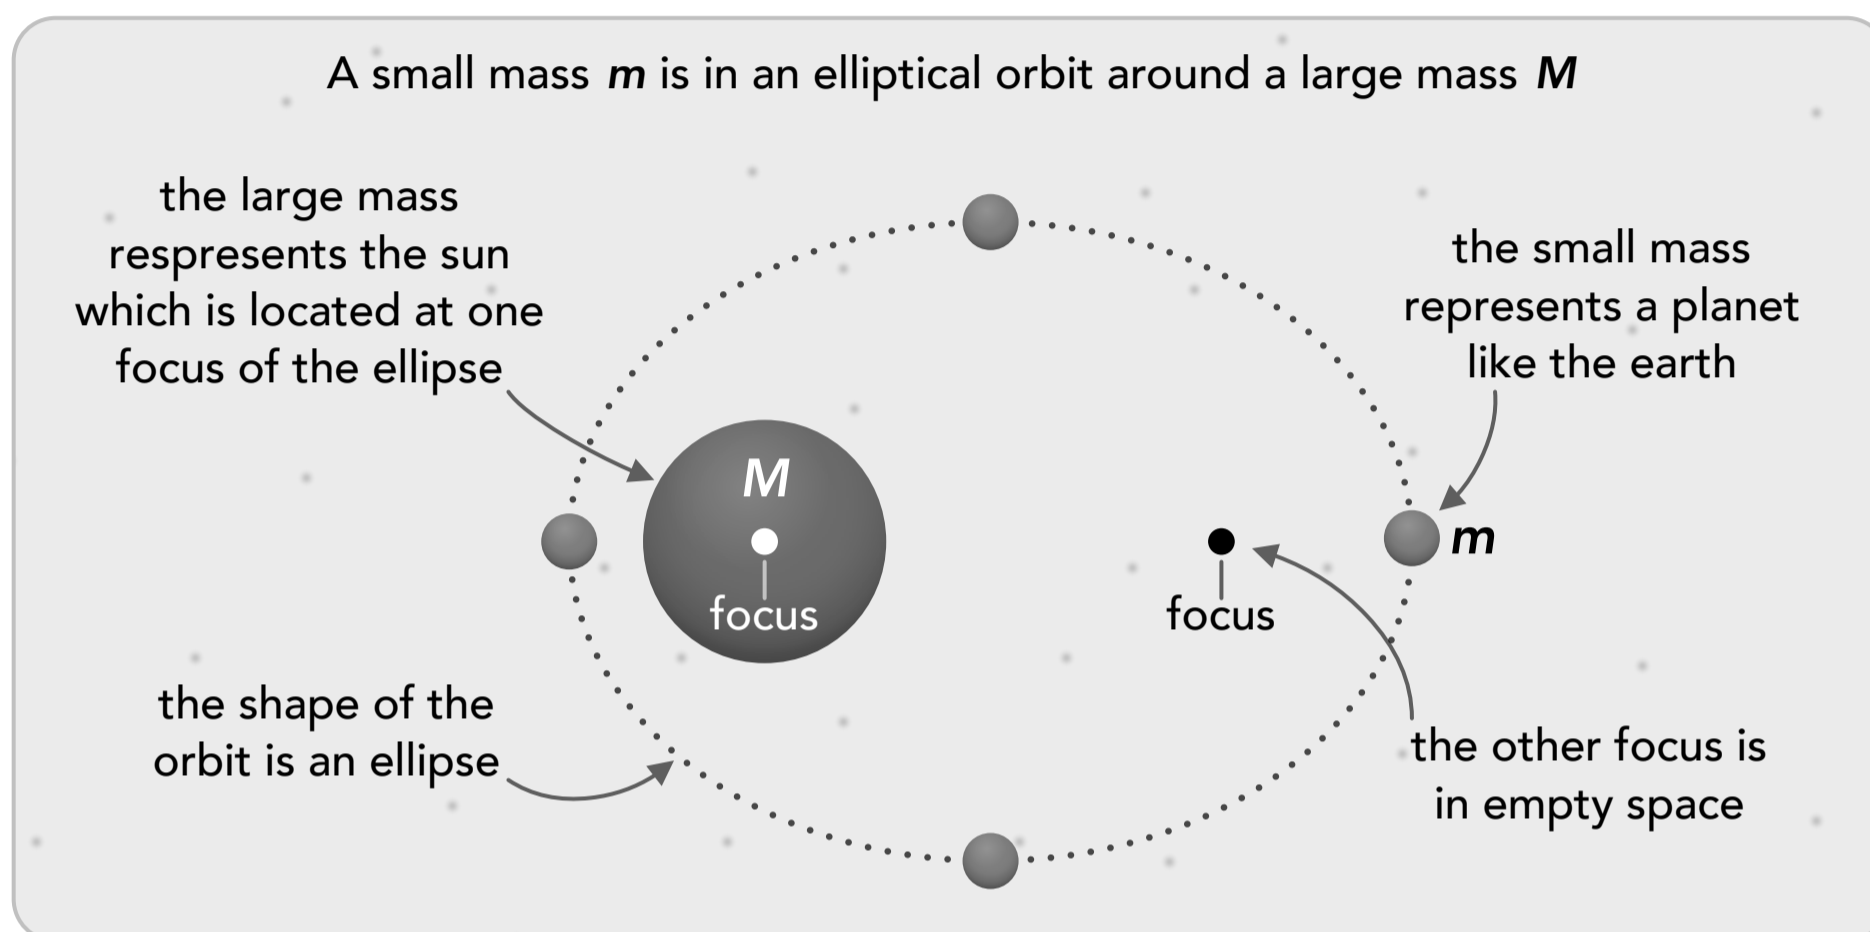 A small mass m is in an elliptical orbit around a large mass M
the large mass
respresents the sun
which is located at one
focus of the ellipse
the small mass
represents a planet
like the earth
M
focus
focus
m
the shape of the
orbit is an ellipse
the other focus is
in empty space